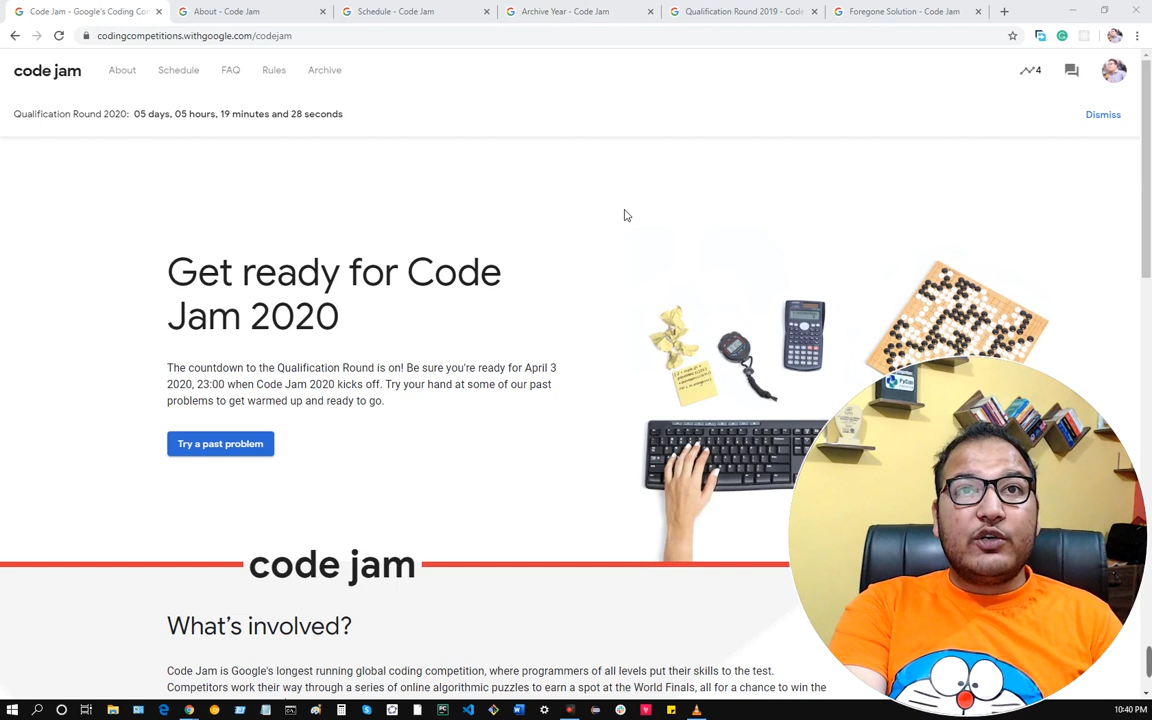 Code Jam - Google's Coding Con
About - Code Jam
Schedule - Code Jam
Archive Year - Code Jam
Qualification Round 2019 - Code
Foregone Solution - Code Jam
codingcompetitions.withgoogle.com/codejam
code jam
About
Schedule
FAQ
Rules
Archive
4
Qualification Round 2020: 05 days, 05 hours, 19 minutes and 28 seconds
Dismiss
Get ready for Code
Jam 2020
The countdown to the Qualification Round is on! Be sure you're ready for April 3
2020, 23:00 when Code Jam 2020 kicks off. Try your hand at some of our past
problems to get warmed up and ready to go.
Try a past problem
code jam
What's involved?
Code Jam is Google's longest running global coding competition, where programmers of all levels put their skills to the test.
Competitors work their way through a series of online algorithmic puzzles to earn a spot at the World Finals, all for a chance to win the
10:40 PM